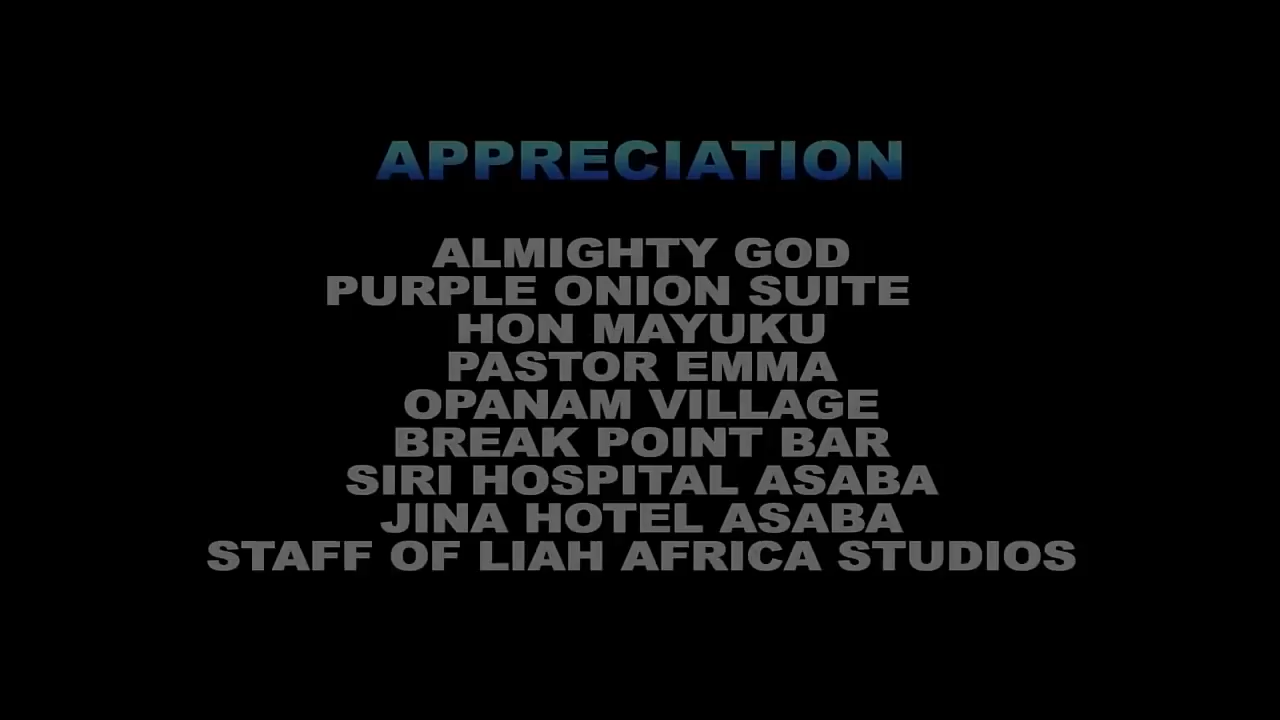 APPRECIATION
ALMIGHTY GOD
PURPLE ONION SUITE
HON MAYUKU
PASTOR EMMA
OPANAM VILLAGE
BREAK POINT BAR
SIRI HOSPITAL ASABA
JINA HOTEL ASABA
STAFF OF LIAH AFRICA STUDIOS